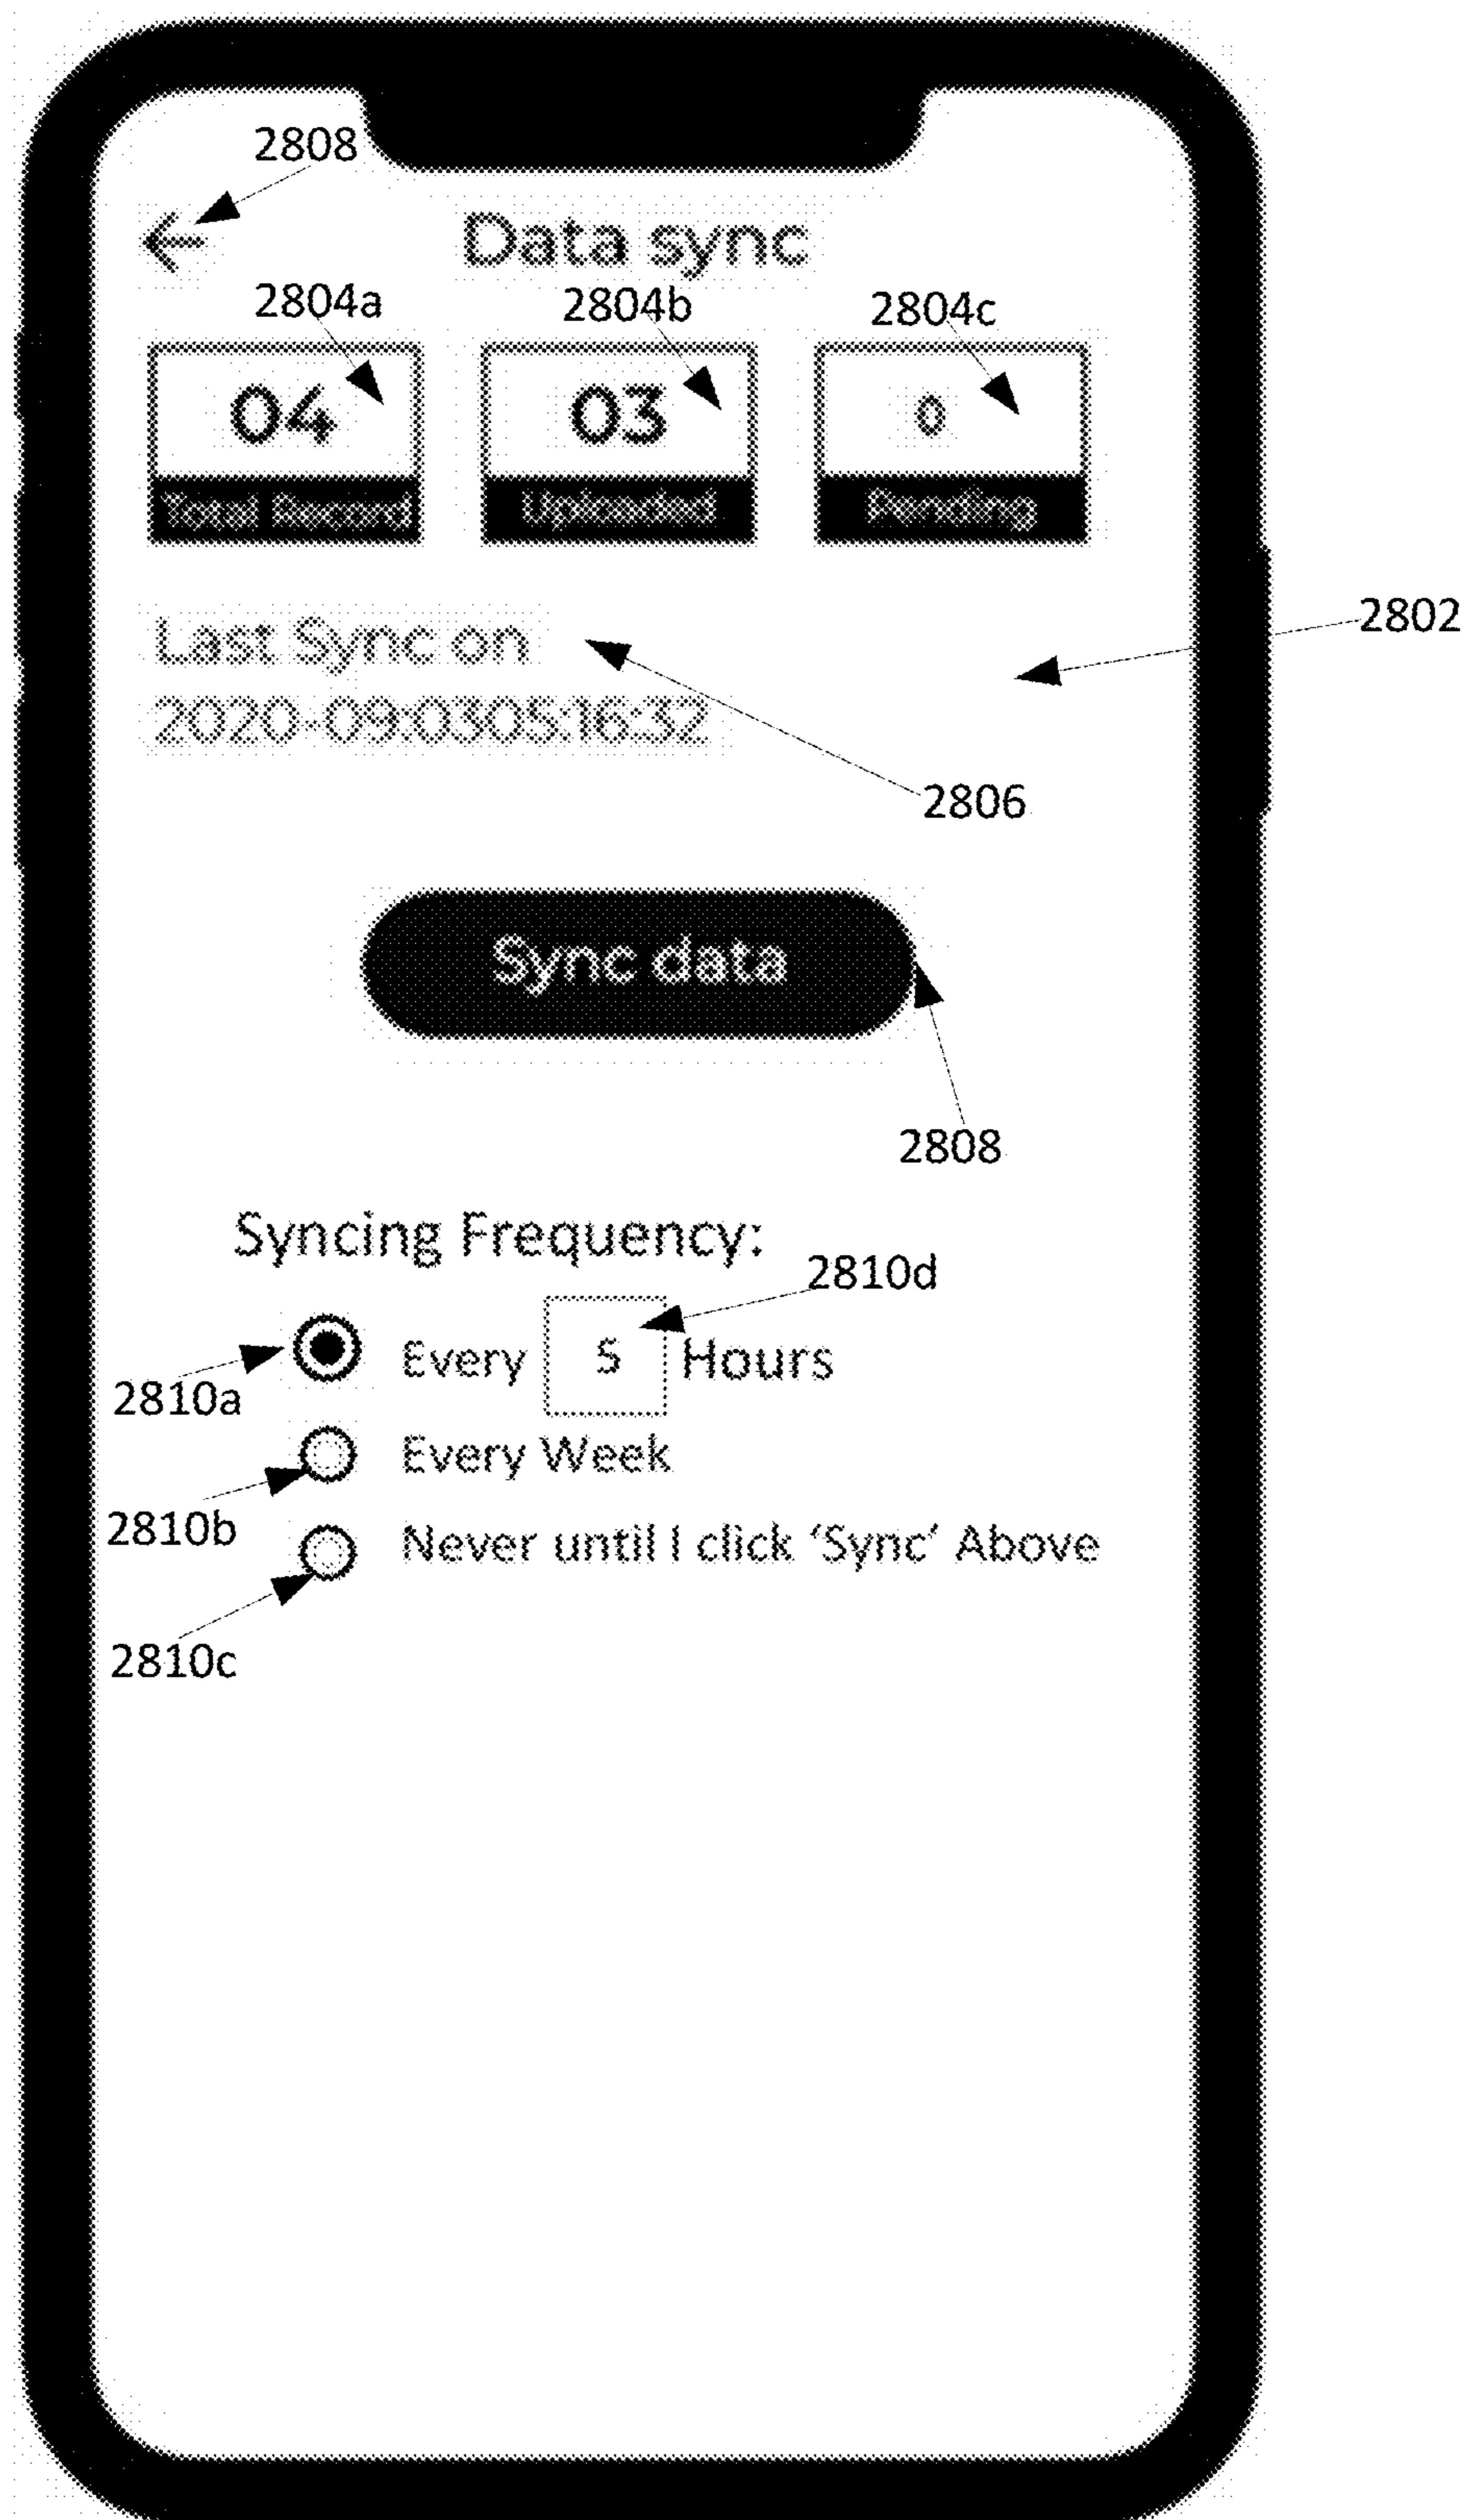 2808
Data sync
2804a 2804b 2804c
04 03 0
Total Record Uploaded Pending
2802
Last Sync on
2020-09:0305:16:32
2806
Sync data
2808
Syncing Frequency:
2810d
Every 5 Hours
2810a
Every Week
2810b
Never until I click ‘Sync’ Above
2810c